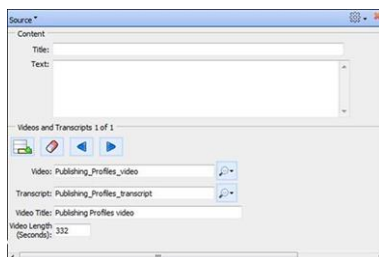 Source *
Content
Title:
Text:
Videos and Transcripts 1 of 1
Video: Publishing_Profiles_video
Transcript: Publishing_Profiles_transcript
Video Title: Publishing Profiles video
Video Length (Seconds): 332